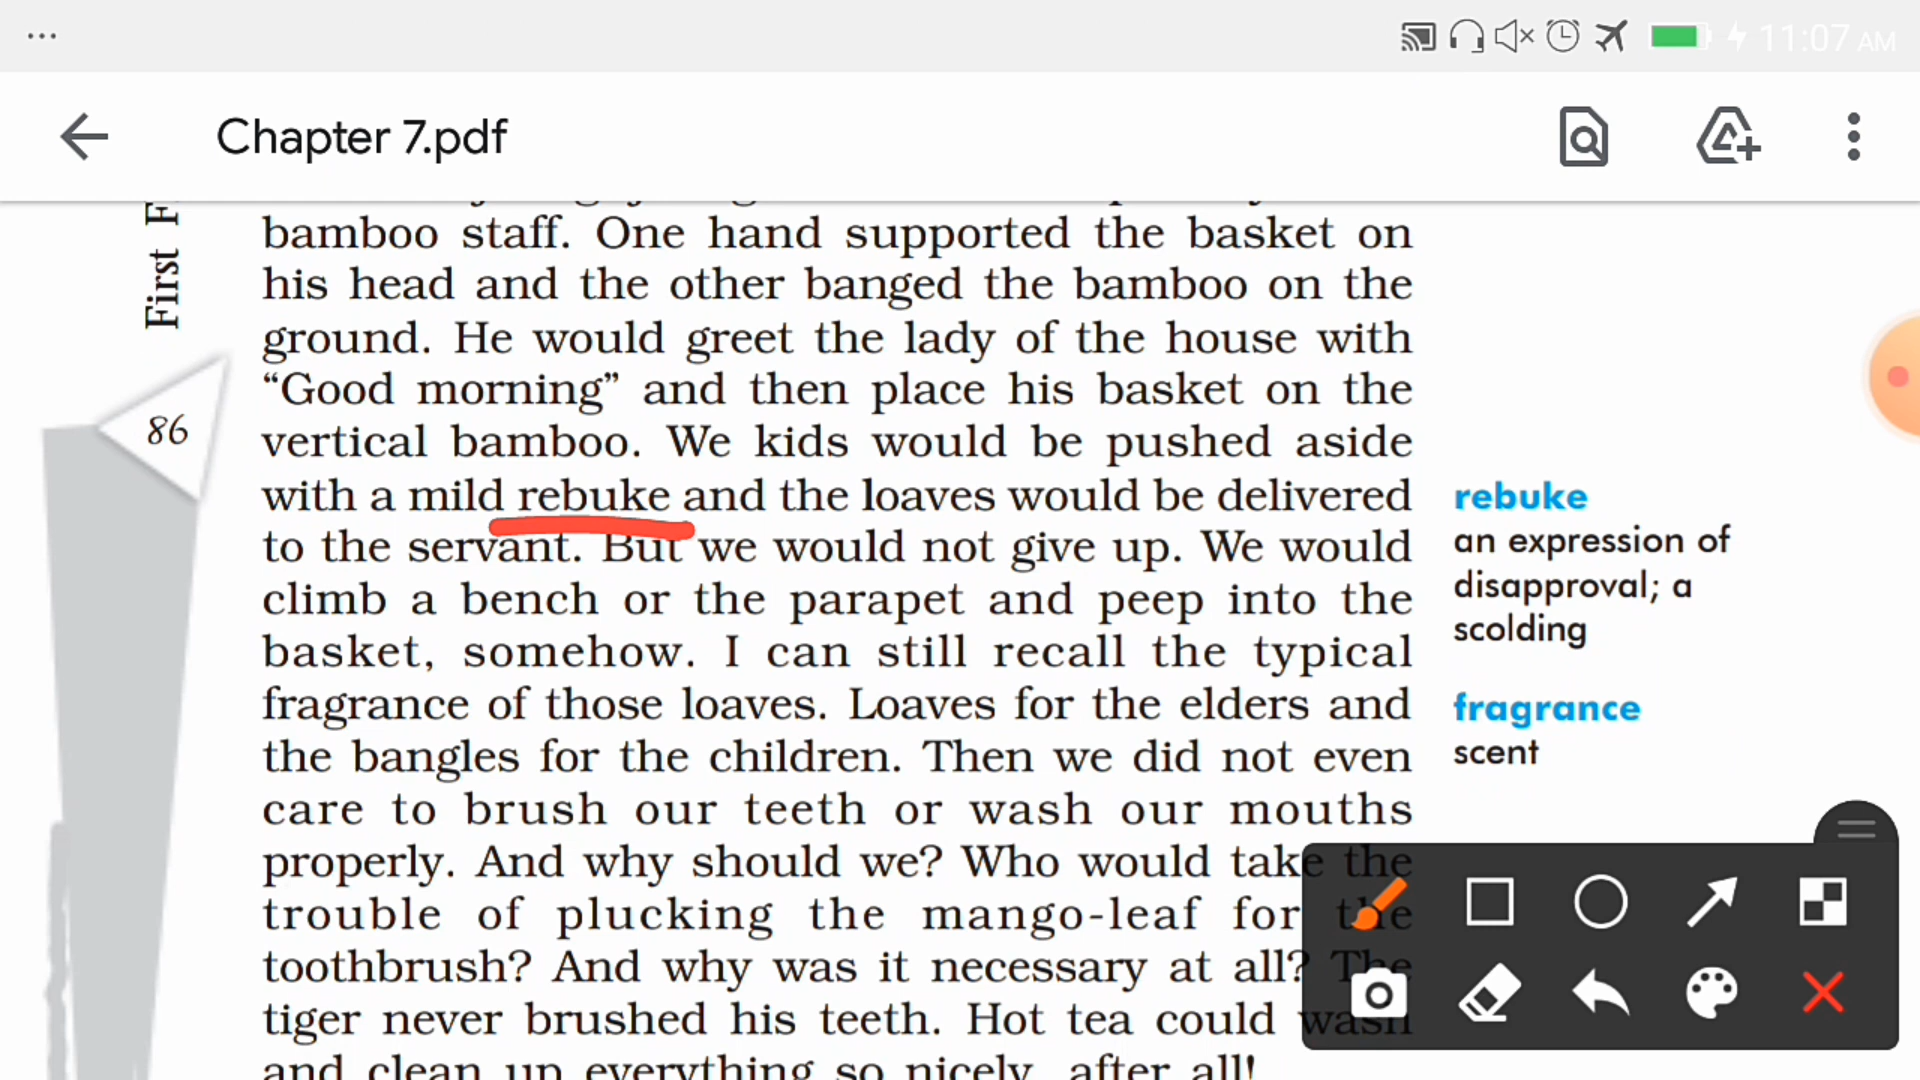 ...
11:07 AM
Chapter 7.pdf
First F
bamboo staff. One hand supported the basket on
his head and the other banged the bamboo on the
ground. He would greet the lady of the house with
“Good morning” and then place his basket on the
86
vertical bamboo. We kids would be pushed aside
with a mild rebuke and the loaves would be delivered
to the servant. But we would not give up. We would
climb a bench or the parapet and peep into the
basket, somehow. I can still recall the typical
fragrance of those loaves. Loaves for the elders and
the bangles for the children. Then we did not even
care to brush our teeth or wash our mouths
properly. And why should we? Who would take the
trouble of plucking the mango-leaf for the
toothbrush? And why was it necessary at all? The
tiger never brushed his teeth. Hot tea could wash
and clean up everything so nicely, after all!
rebuke
an expression of
disapproval; a
scolding
fragrance
scent